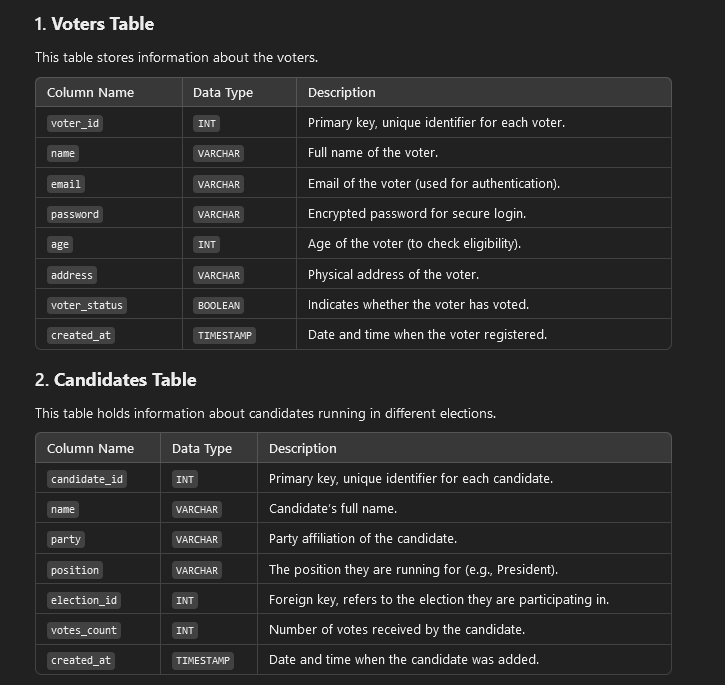 1. Voters Table
This table stores information about the voters.
Column Name Data Type Description
voter_id INT Primary key, unique identifier for each voter.
name VARCHAR Full name of the voter.
email VARCHAR Email of the voter (used for authentication).
password VARCHAR Encrypted password for secure login.
age INT Age of the voter (to check eligibility).
address VARCHAR Physical address of the voter.
voter_status BOOLEAN Indicates whether the voter has voted.
created_at TIMESTAMP Date and time when the voter registered.
2. Candidates Table
This table holds information about candidates running in different elections.
Column Name Data Type Description
candidate_id INT Primary key, unique identifier for each candidate.
name VARCHAR Candidate's full name.
party VARCHAR Party affiliation of the candidate.
position VARCHAR The position they are running for (e.g., President).
election_id INT Foreign key, refers to the election they are participating in.
votes_count INT Number of votes received by the candidate.
created_at TIMESTAMP Date and time when the candidate was added.